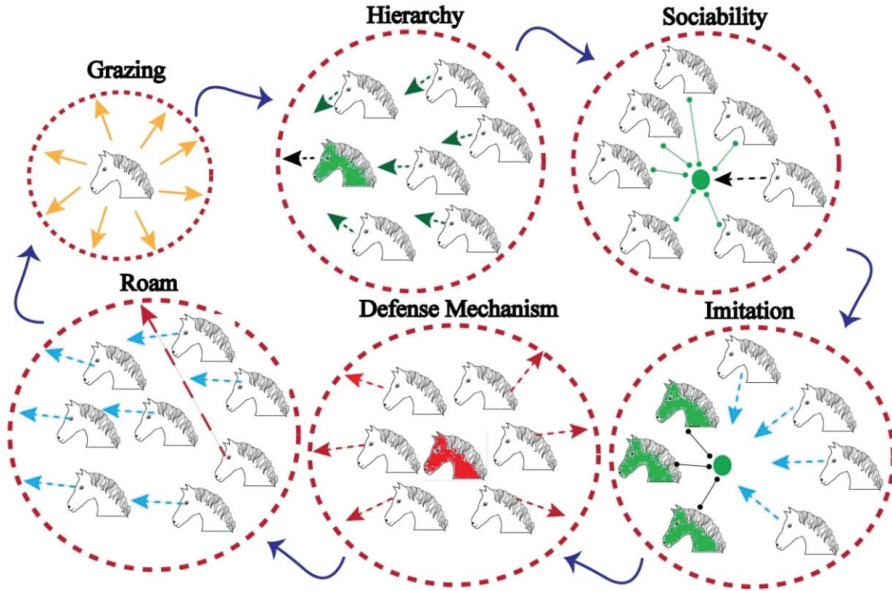 Hierarchy
Sociability
Grazing
Roam
Defense Mechanism
Imitation